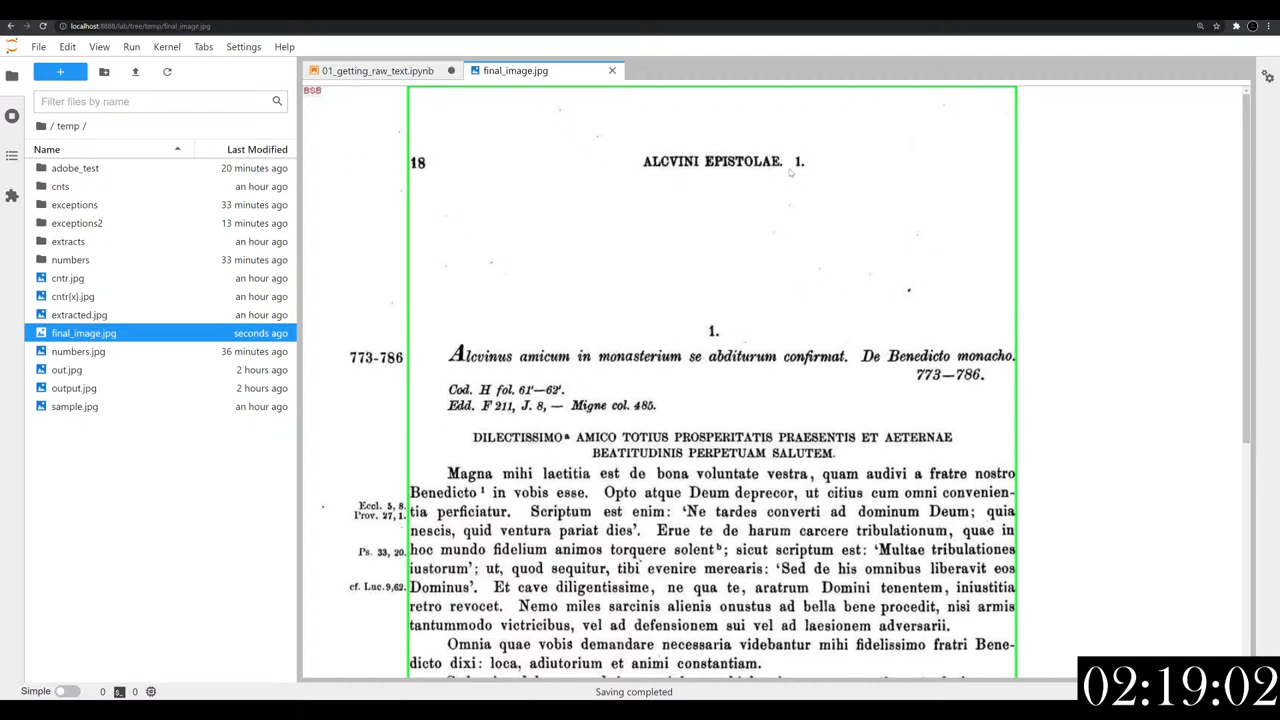 localhost:8888/lab/tree/temp/final_image.jpg
File Edit View Run Kernel Tabs Settings Help
+
Filter files by name
/ temp /
Name Last Modified
adobe_test 20 minutes ago
cnts an hour ago
exceptions 33 minutes ago
exceptions2 13 minutes ago
extracts an hour ago
numbers 33 minutes ago
cntr.jpg an hour ago
cntr{x}.jpg an hour ago
extracted.jpg an hour ago
final_image.jpg seconds ago
numbers.jpg 36 minutes ago
out.jpg 2 hours ago
output.jpg 2 hours ago
sample.jpg an hour ago
01_getting_raw_text.ipynb
final_image.jpg
BSB
18 ALCVINI EPISTOLAE. 1.
1.
773-786 Alcvinus amicum in monasterium se abditurum confirmat. De Benedicto monacho.
773—786.
Cod. H fol. 61'—62'.
Edd. F 211, J. 8, — Migne col. 485.
DILECTISSIMOᵃ AMICO TOTIUS PROSPERITATIS PRAESENTIS ET AETERNAE
BEATITUDINIS PERPETUAM SALUTEM.
Magna mihi laetitia est de bona voluntate vestra, quam audivi a fratre nostro
Benedicto ¹ in vobis esse. Opto atque Deum deprecor, ut citius cum omni convenien-
Eccl. 5, 8. tia perficiatur. Scriptum est enim: 'Ne tardes converti ad dominum Deum; quia
Prov. 27, 1.
nescis, quid ventura pariat dies'. Erue te de harum carcere tribulationum, quae in
Ps. 33, 20. hoc mundo fidelium animos torquere solentᵇ; sicut scriptum est: 'Multae tribulationes
iustorum'; ut, quod sequitur, tibi evenire mercaris: 'Sed de his omnibus liberavit eos
cf. Luc. 9,62. Dominus'. Et cave diligentissime, ne qua te, aratrum Domini tenentem, iniustitia
retro revocet. Nemo miles sarcinis alienis onustus ad bella bene procedit, nisi armis
tantummodo victricibus, vel ad defensionem sui vel ad laesionem adversarii.
Omnia quae vobis demandare necessaria videbantur mihi fidelissimo fratri Bene-
dicto dixi: loca, adiutorium et animi constantiam.
Simple 0 0 Saving completed
02:19:02